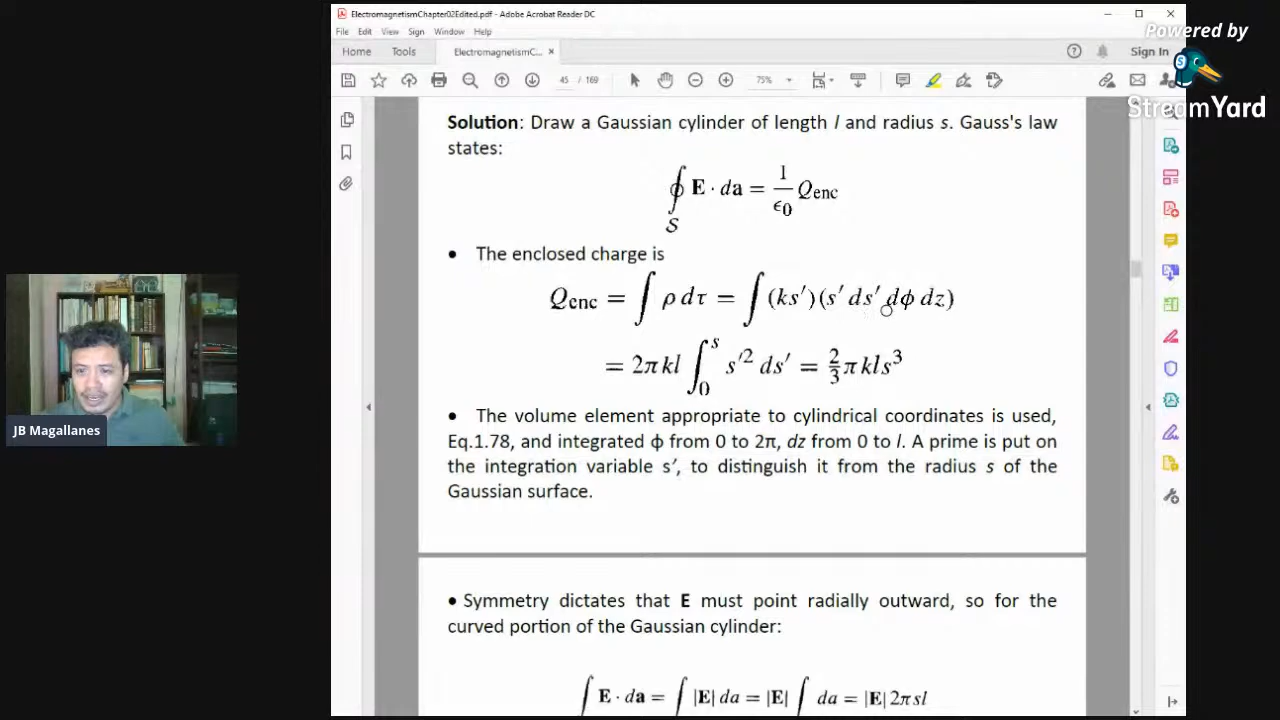 ElectromagnetismChapter02Edited.pdf - Adobe Acrobat Reader DC
File Edit View Sign Window Help
Home Tools ElectromagnetismC... × Sign In
45 / 169 75%
Powered by
StreamYard
Solution: Draw a Gaussian cylinder of length l and radius s. Gauss's law
states:
∮_S E · da = 1/ϵ0 Qenc
• The enclosed charge is
Qenc = ∫ ρ dτ = ∫ (ks′)(s′ ds′ dϕ dz)
= 2πkl ∫_0^s s′² ds′ = 2/3 πkls³
• The volume element appropriate to cylindrical coordinates is used,
Eq.1.78, and integrated ϕ from 0 to 2π, dz from 0 to l. A prime is put on
the integration variable s′, to distinguish it from the radius s of the
Gaussian surface.
JB Magallanes
• Symmetry dictates that E must point radially outward, so for the
curved portion of the Gaussian cylinder:
∫ E · da = ∫ |E| da = |E| ∫ da = |E| 2πsl